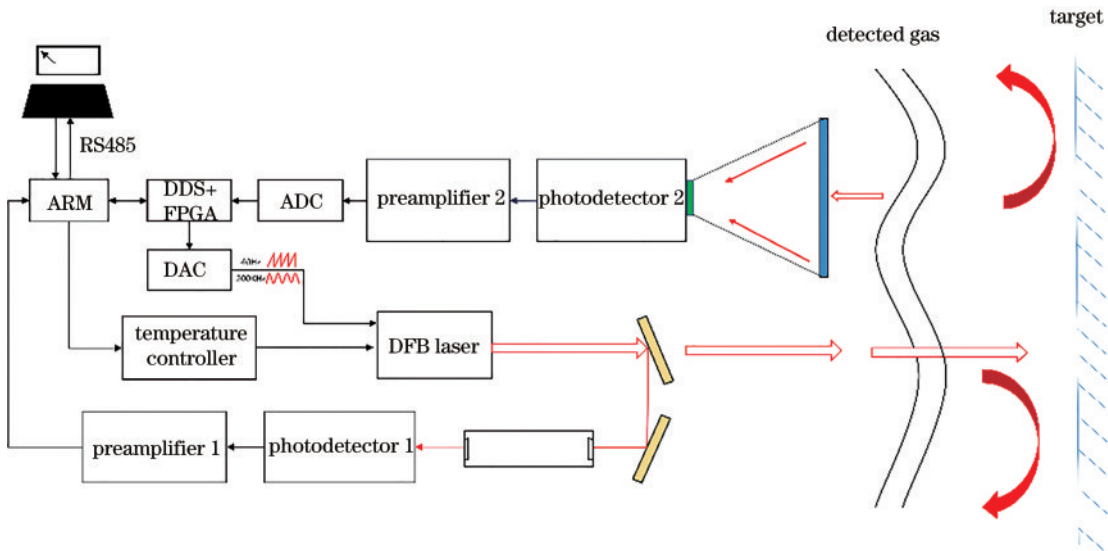 target
detected gas
RS485
ARM
DDS+
FPGA
ADC
preamplifier 2
photodetector 2
DAC
temperature
controller
DFB laser
preamplifier 1
photodetector 1